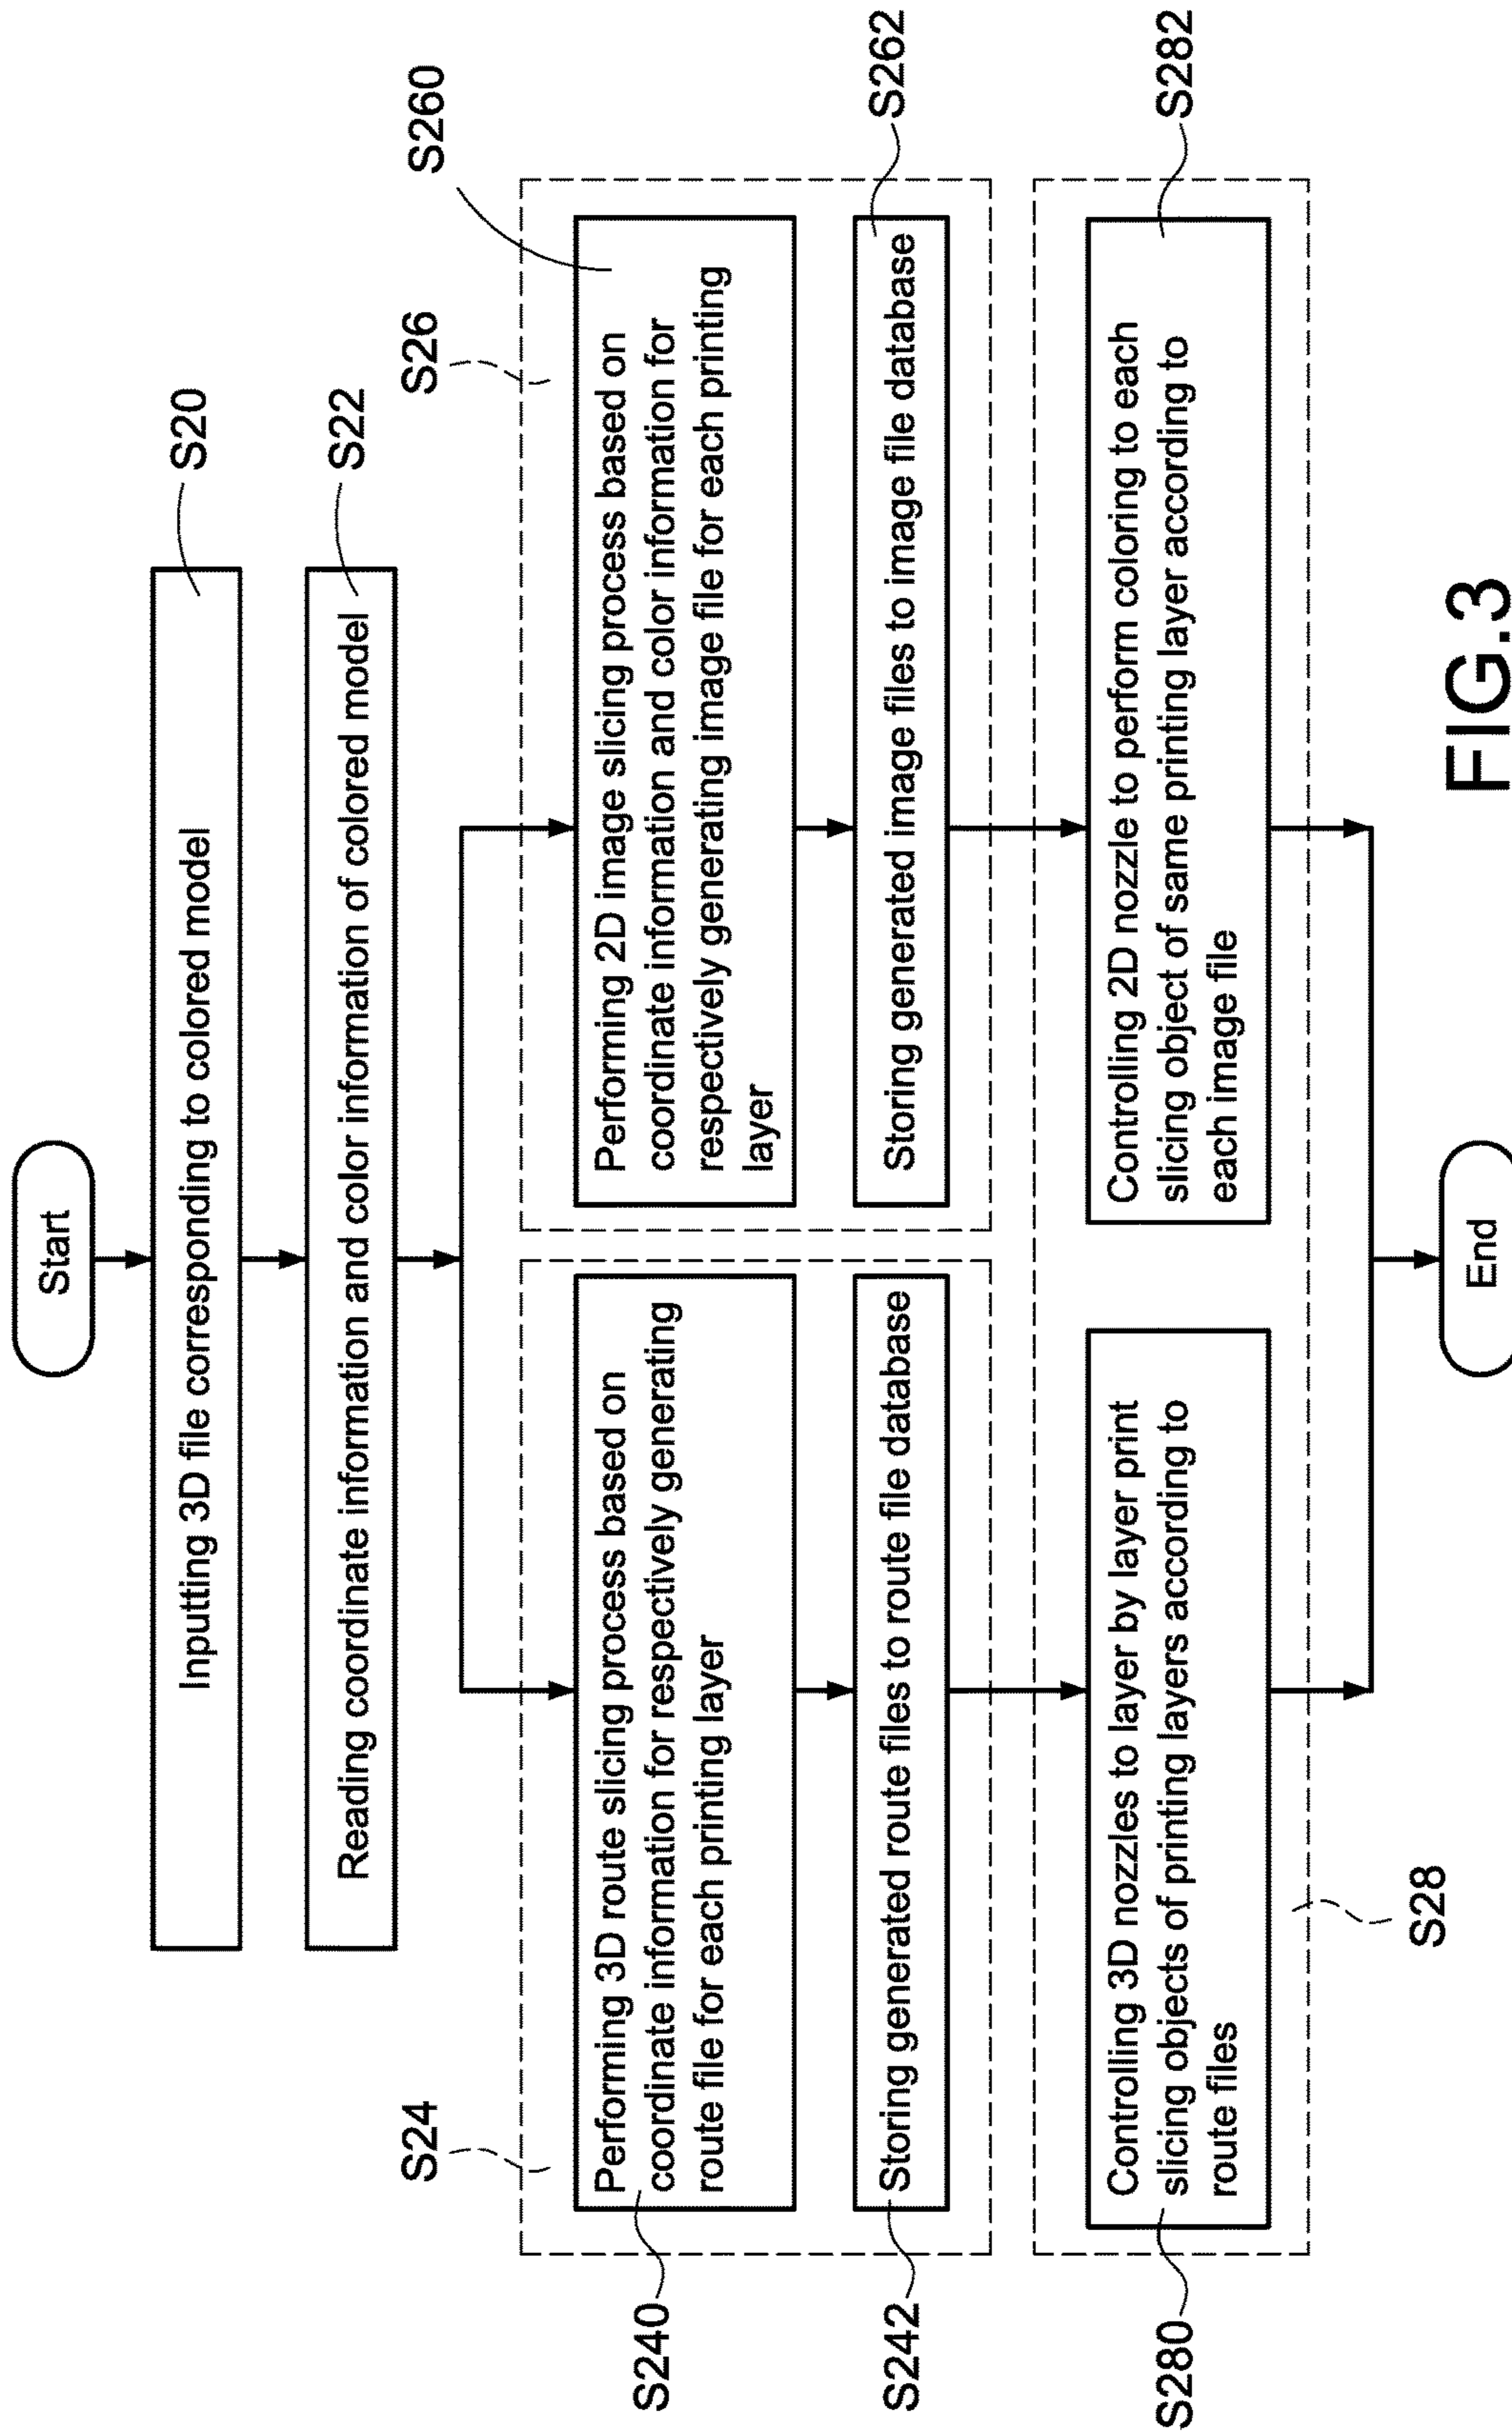 Start
Inputting 3D file corresponding to colored model
S20
Reading coordinate information and color information of colored model
S22
S24
Performing 3D route slicing process based on
coordinate information for respectively generating
route file for each printing layer
S240
Storing generated route files to route file database
S242
S26
S260
Performing 2D image slicing process based on
coordinate information and color information for
respectively generating image file for each printing
layer
Storing generated image files to image file database
S262
Controlling 3D nozzles to layer by layer print
slicing objects of printing layers according to
route files
S280
Controlling 2D nozzle to perform coloring to each
slicing object of same printing layer according to
each image file
S282
S28
End
FIG.3